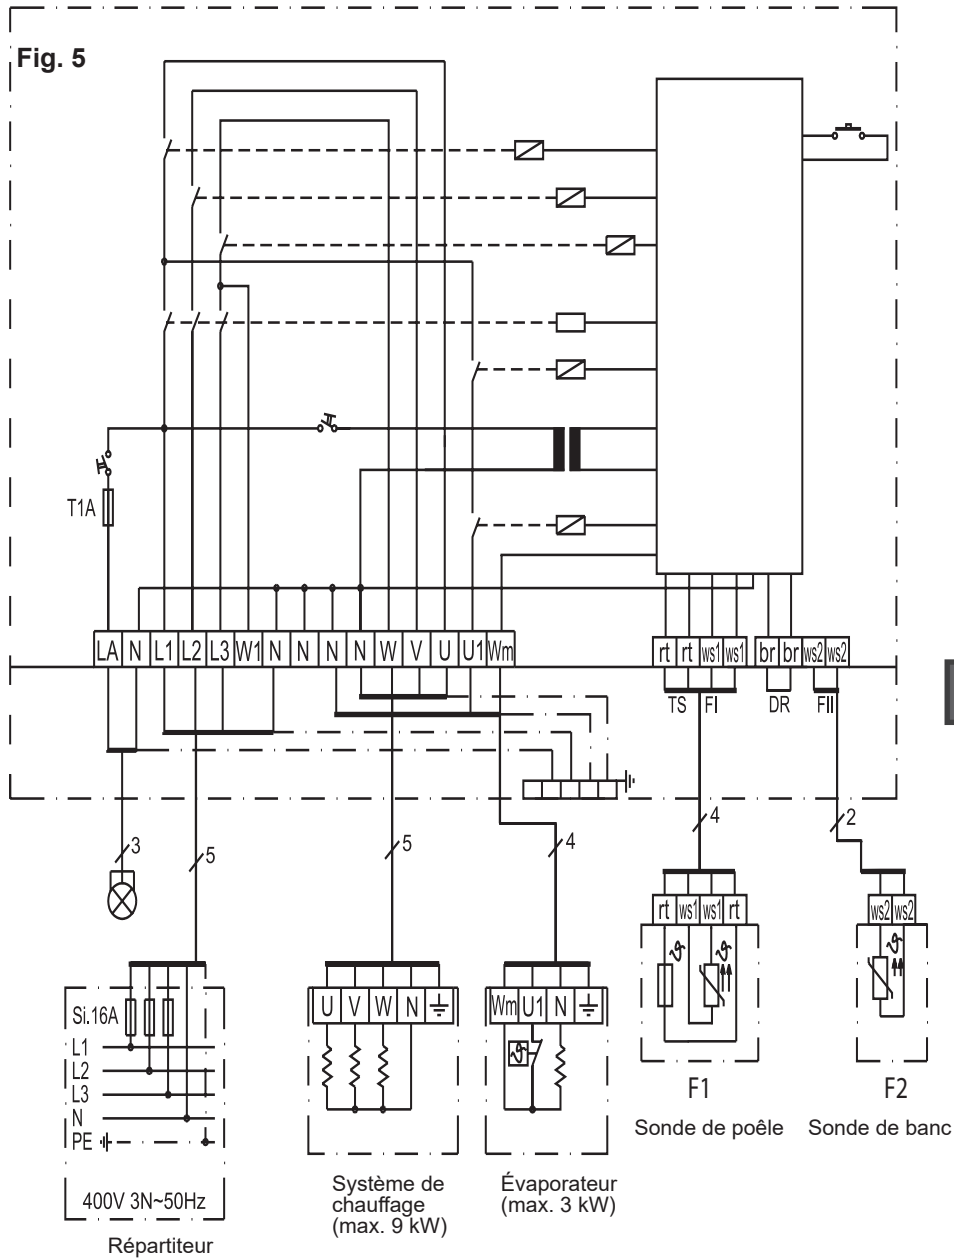 Fig. 5
T1A
LA N L1 L2 L3 W1 N N N N W V U U1 Wm
rt rt ws1 ws1 br br ws2 ws2
TS FI DR FII
3 5 5 4 4 2
rt ws1 ws1 rt
ws2 ws2
ϑ ϑ
Si.16A
L1
L2
L3
N
PE
400V 3N~50Hz
Répartiteur
U V W N
Système de
chauffage
(max. 9 kW)
Wm U1 N
ϑ
Évaporateur
(max. 3 kW)
F1
Sonde de poêle
F2
Sonde de banc